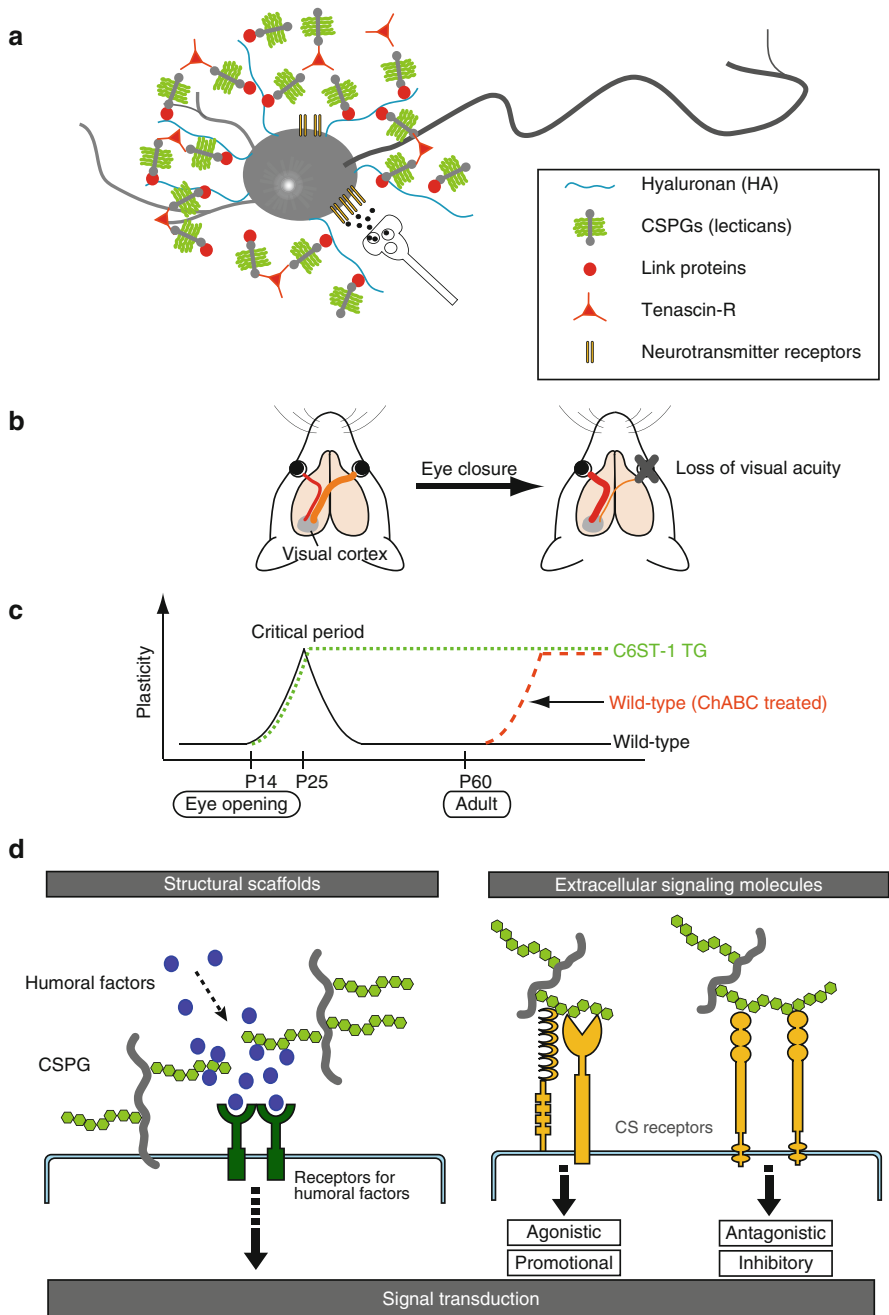 a
Hyaluronan (HA)
CSPGs (lecticans)
Link proteins
Tenascin-R
Neurotransmitter receptors
b
Eye closure
Loss of visual acuity
Visual cortex
c
Plasticity
Critical period
C6ST-1 TG
Wild-type (ChABC treated)
Wild-type
P14
P25
P60
Eye opening
Adult
d
Structural scaffolds
Extracellular signaling molecules
Humoral factors
CSPG
CS receptors
Receptors for
humoral factors
Agonistic
Antagonistic
Promotional
Inhibitory
Signal transduction